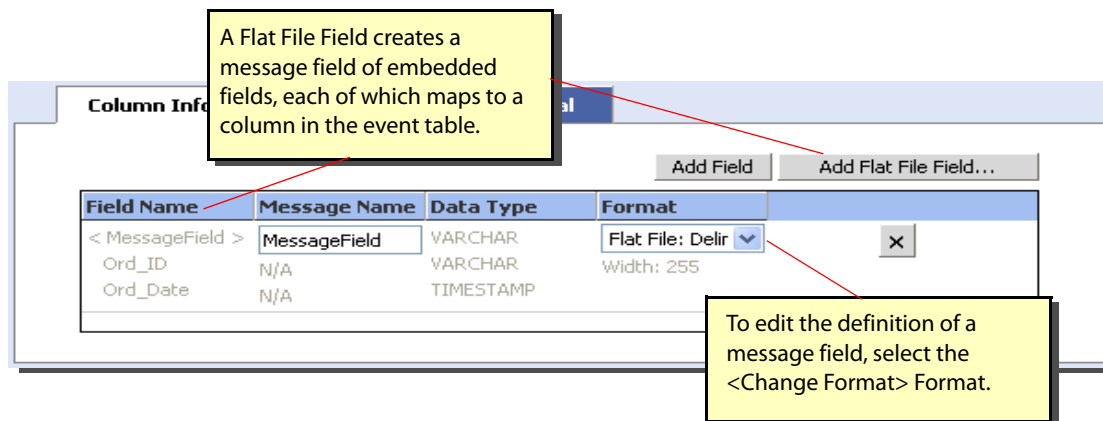 A Flat File Field creates a
message field of embedded
fields, each of which maps to a
column in the event table.
Column Info
al
Add Field Add Flat File Field...
Field Name Message Name Data Type Format
< MessageField > MessageField VARCHAR Flat File: Delir x
Ord_ID N/A VARCHAR Width: 255
Ord_Date N/A TIMESTAMP
To edit the definition of a
message field, select the
<Change Format> Format.